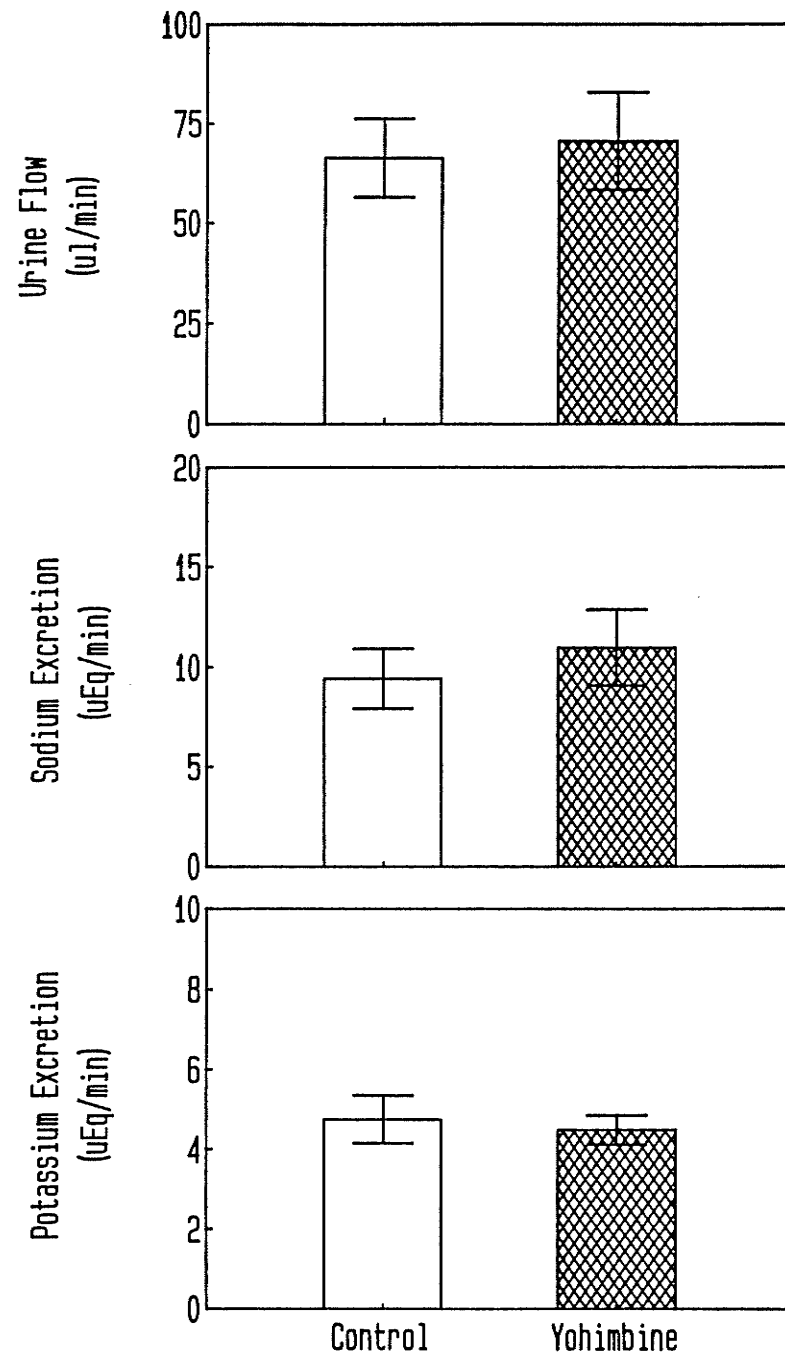 Urine Flow
(ul/min)
100
75
50
25
0
Sodium Excretion
(uEq/min)
20
15
10
5
0
Potassium Excretion
(uEq/min)
10
8
6
4
2
0
Control Yohimbine